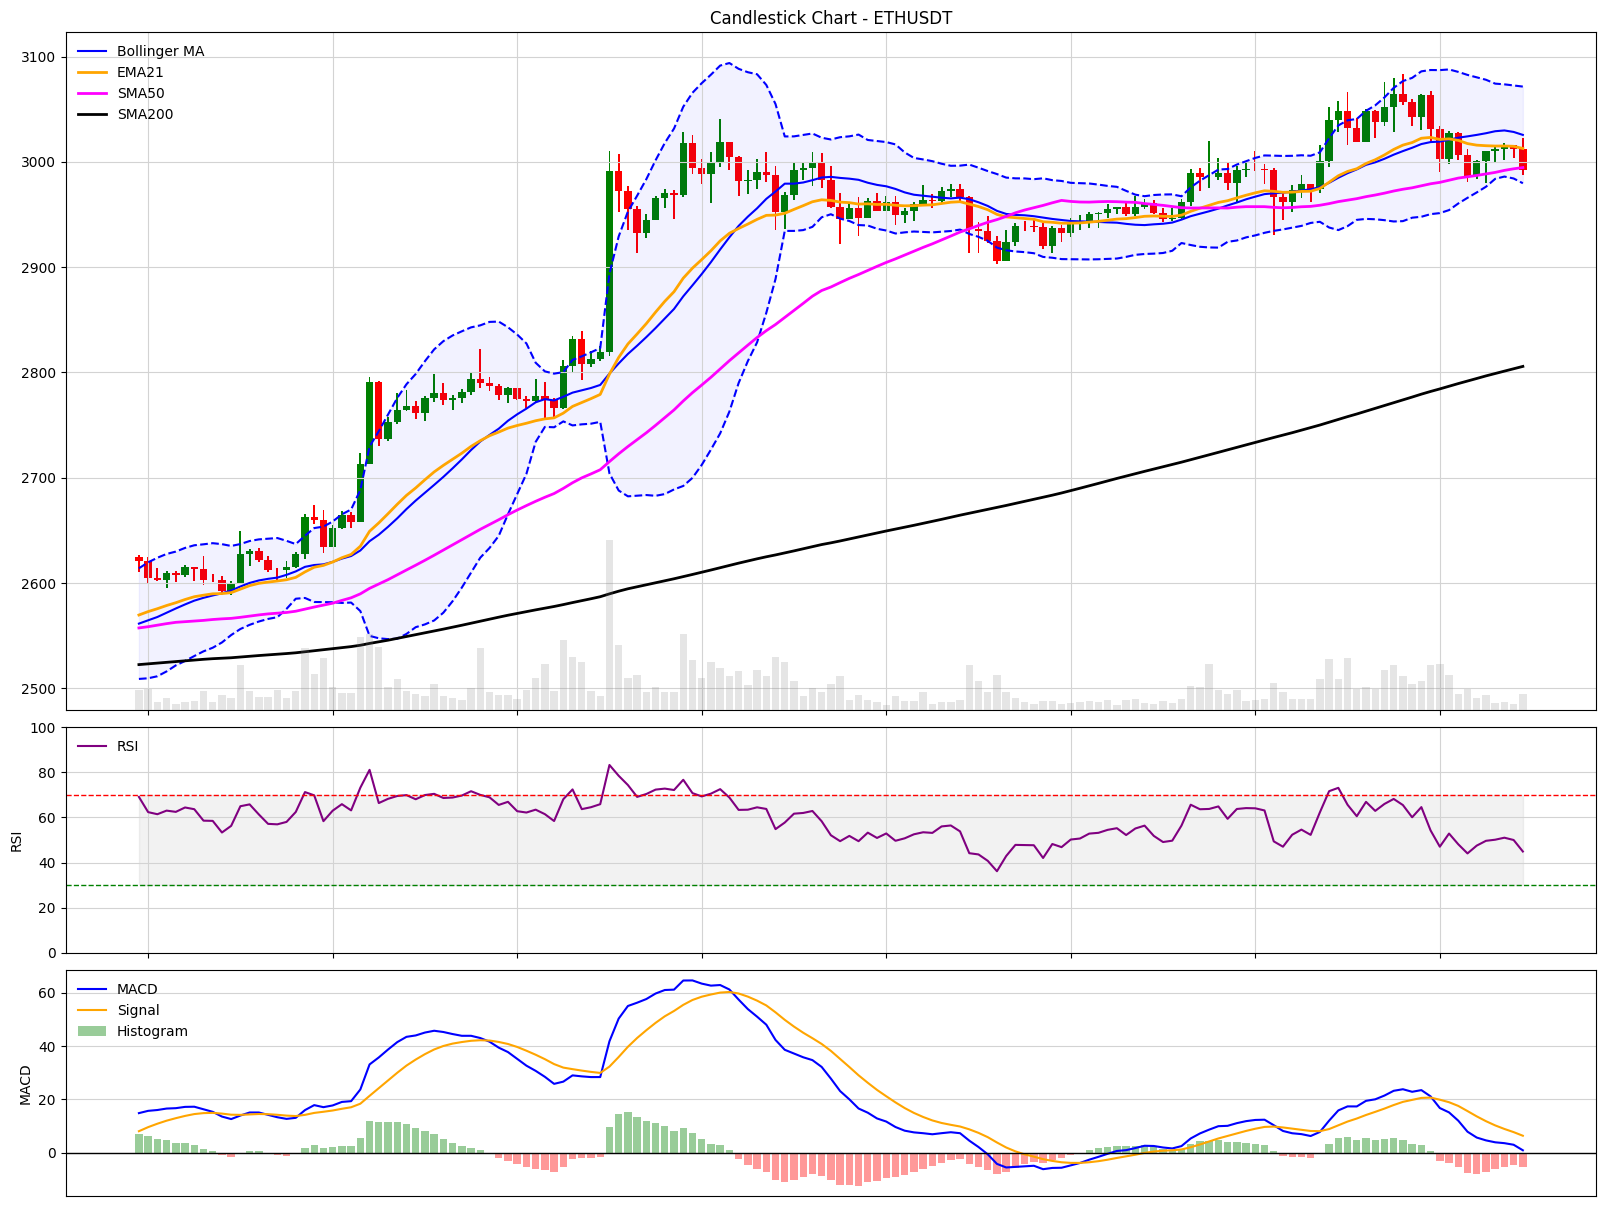 Candlestick Chart - ETHUSDT
Bollinger MA
EMA21
SMA50
SMA200
3100
3000
2900
2800
2700
2600
2500
RSI
100
80
60
40
20
0
RSI
MACD
Signal
Histogram
60
40
20
0
MACD